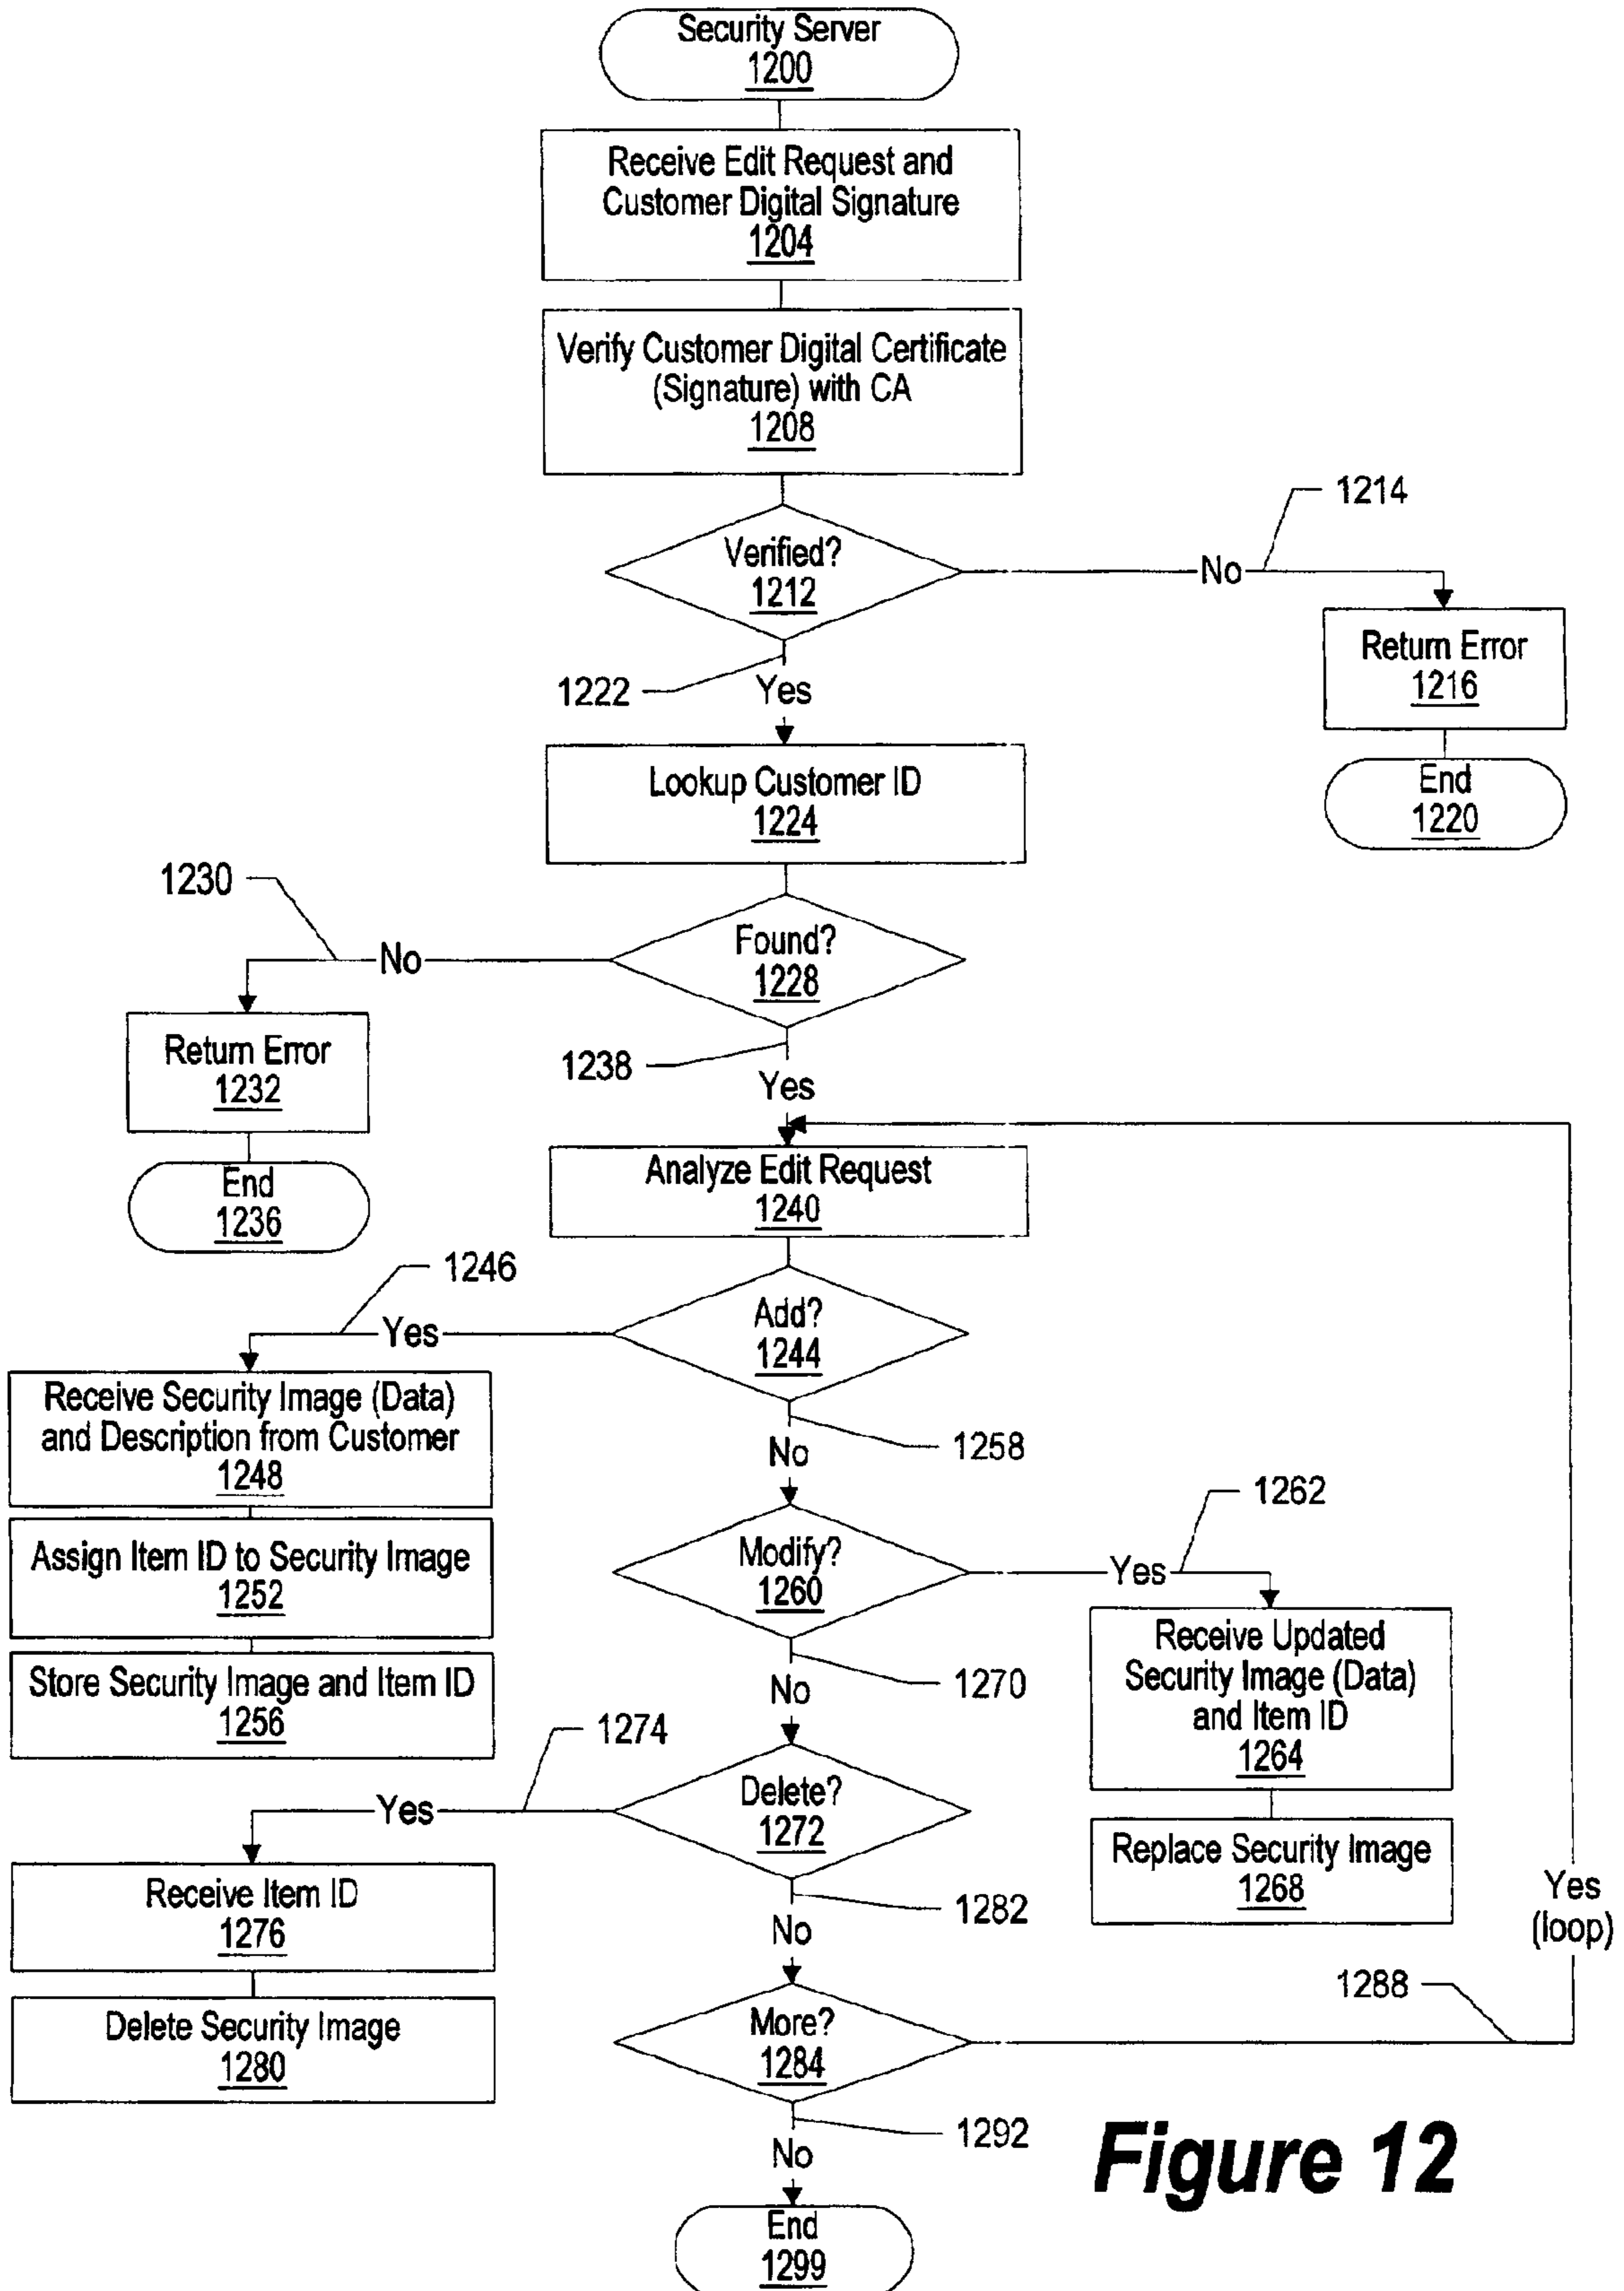 Security Server
1200
Receive Edit Request and
Customer Digital Signature
1204
Verify Customer Digital Certificate
(Signature) with CA
1208
1214
Verified?
1212
No
Return Error
1216
1222
Yes
End
1220
Lookup Customer ID
1224
1230
Found?
1228
No
Return Error
1232
1238
Yes
End
1236
Analyze Edit Request
1240
1246
Add?
1244
Yes
Receive Security Image (Data)
and Description from Customer
1248
1258
No
Assign Item ID to Security Image
1252
1262
Modify?
1260
Yes
Store Security Image and Item ID
1256
Receive Updated
Security Image (Data)
and Item ID
1264
1270
No
1274
Delete?
1272
Yes
Replace Security Image
1268
Receive Item ID
1276
1282
No
Yes
(loop)
Delete Security Image
1280
1288
More?
1284
1292
No
Figure 12
End
1299